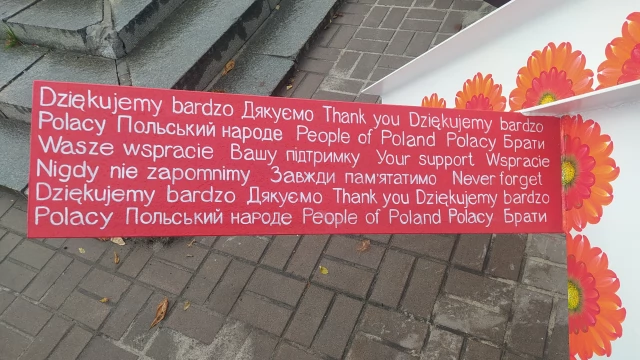 Dziękujemy bardzo Дякуємо Thank you Dziękujemy bardzo
Polacy Польський народе People of Poland Polacy Брати
Wasze wspracie Вашу підтримку Your support Wspracie
Nigdy nie zapomnimy Завжди пам'ятатимо Never forget
Dziękujemy bardzo Дякуємо Thank you Dziękujemy bardzo
Polacy Польський народе People of Poland Polacy Брати